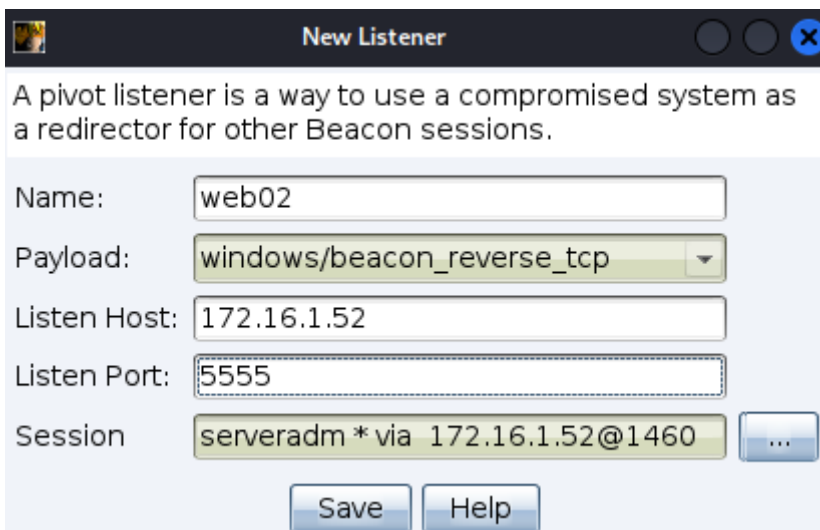 New Listener
A pivot listener is a way to use a compromised system as
a redirector for other Beacon sessions.
Name: web02
Payload: windows/beacon_reverse_tcp
Listen Host: 172.16.1.52
Listen Port: 5555
Session serveradm * via 172.16.1.52@1460 ...
Save Help